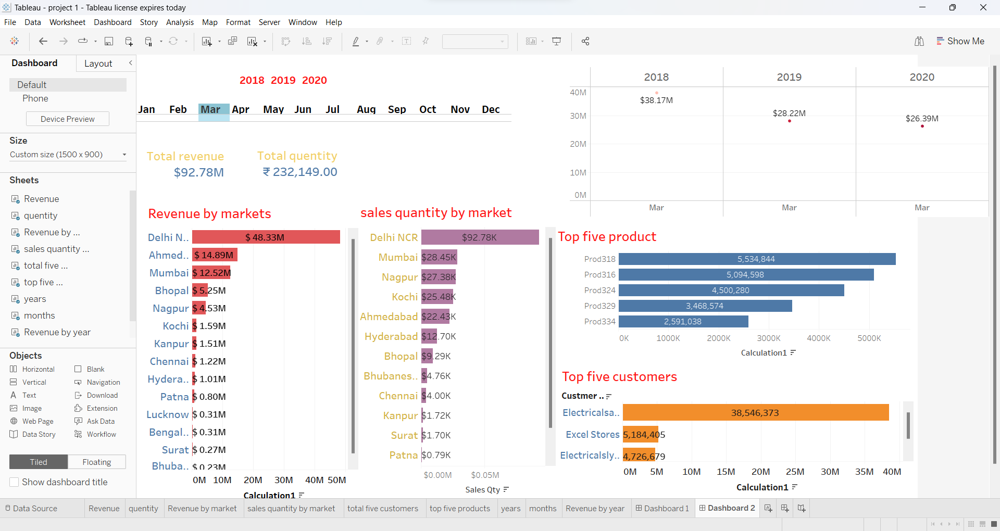 Tableau - project 1 - Tableau license expires today
File Data Worksheet Dashboard Story Analysis Map Format Server Window Help
Show Me
Dashboard Layout
Default
Phone
Device Preview
Size
Custom size (1500 x 900)
Sheets
Revenue
quentity
Revenue by ...
sales quantity ...
total five ...
top five ...
years
months
Revenue by year
Objects
Horizontal Blank
Vertical Navigation
Text Download
Image Extension
Web Page Ask Data
Data Story Workflow
Tiled Floating
Show dashboard title
2018 2019 2020
Jan Feb Mar Apr May Jun Jul Aug Sep Oct Nov Dec
Total revenue
$92.78M
Total quentity
₹ 232,149.00
2018 2019 2020
40M
30M
20M
10M
0M
$38.17M
$28.22M
$26.39M
Mar Mar Mar
Revenue by markets
Delhi N.. $ 48.33M
Ahmed.. $ 14.89M
Mumbai $ 12.52M
Bhopal $ 5.25M
Nagpur $ 4.53M
Kochi $ 1.59M
Kanpur $ 1.51M
Chennai $ 1.22M
Hydera.. $ 1.01M
Patna $ 0.80M
Lucknow $ 0.31M
Bengal.. $ 0.31M
Surat $ 0.27M
Bhuba.. $ 0.23M
0M 10M 20M 30M 40M 50M
Calculation1
sales quantity by market
Delhi NCR $92.78K
Mumbai $28.45K
Nagpur $27.38K
Kochi $25.48K
Ahmedabad $22.43K
Hyderabad $12.70K
Bhopal $9.29K
Bhubanes.. $4.76K
Chennai $4.00K
Kanpur $1.72K
Surat $1.70K
Patna $0.79K
$0.00M $0.05M
Sales Qty
Top five product
Prod318 5,534,844
Prod316 5,094,598
Prod324 4,500,280
Prod329 3,468,574
Prod334 2,591,038
0K 1000K 2000K 3000K 4000K 5000K
Calculation1
Top five customers
Custmer ..
Electricalsa.. 38,546,373
Excel Stores 5,184,405
Electricalsly.. 4,726,679
0M 5M 10M 15M 20M 25M 30M 35M 40M
Calculation1
Data Source Revenue quentity Revenue by market sales quantity by market total five customers top five products years months Revenue by year Dashboard 1 Dashboard 2